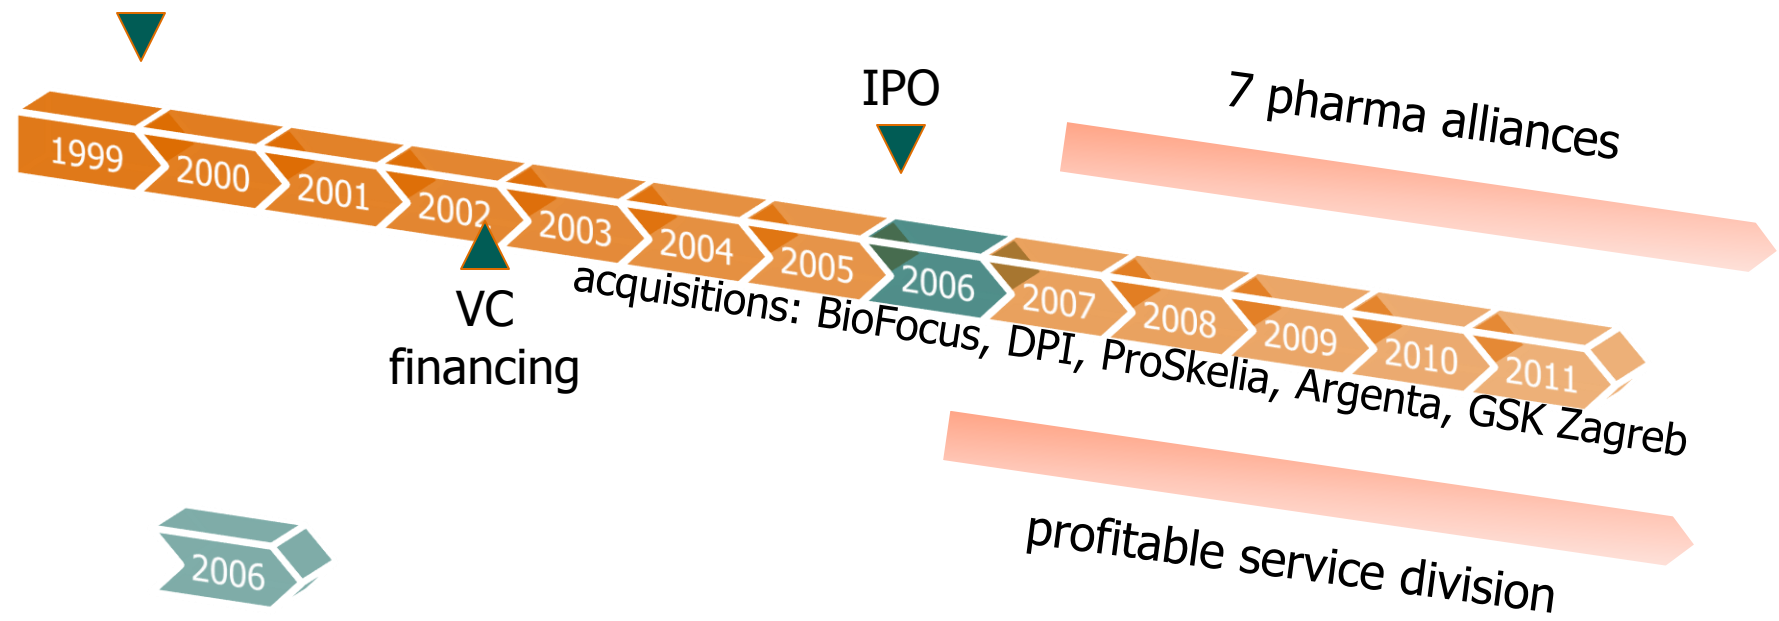 IPO
7 pharma alliances
1999 2000 2001 2002 2003 2004 2005 2006 2007 2008 2009 2010 2011
VC
financing
acquisitions: BioFocus, DPI, ProSkelia, Argenta, GSK Zagreb
profitable service division
2006